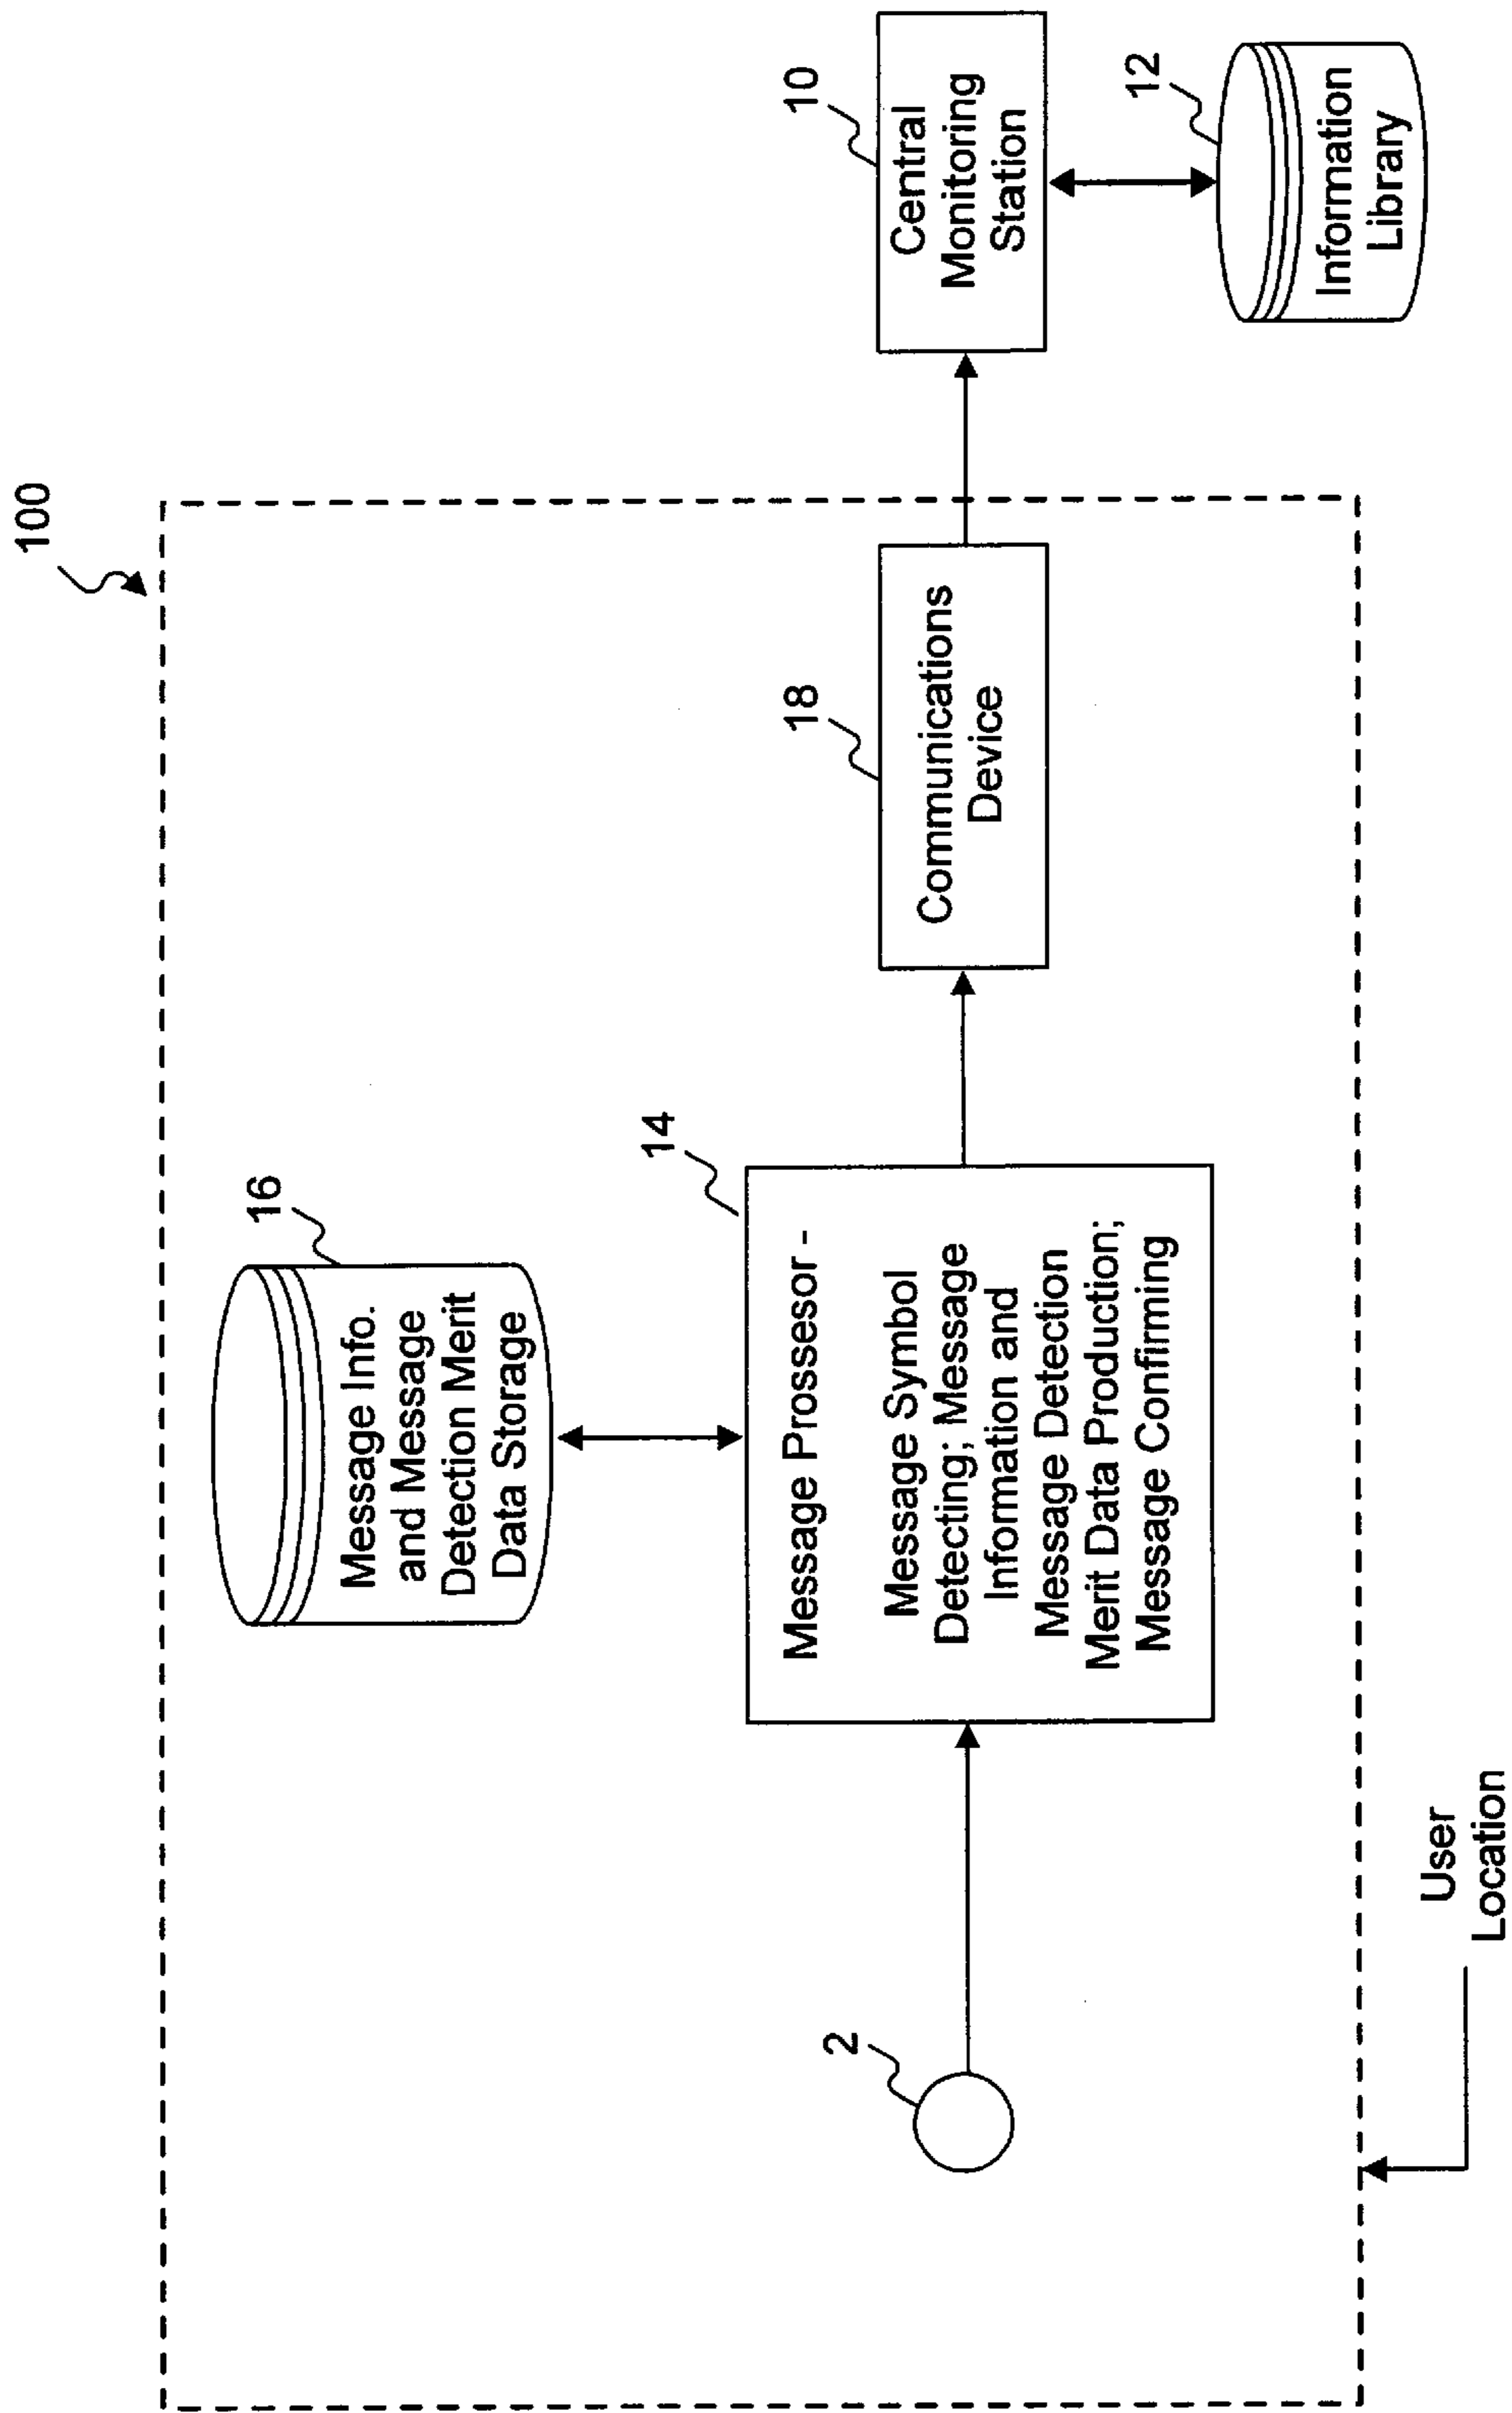 100
16
Message Info.
and Message
Detection Merit
Data Storage
14
Message Prossesor -
Message Symbol
Detecting; Message
Information and
Message Detection
Merit Data Production;
Message Confirming
2
18
Communications
Device
10
Central
Monitoring
Station
12
Information
Library
User
Location